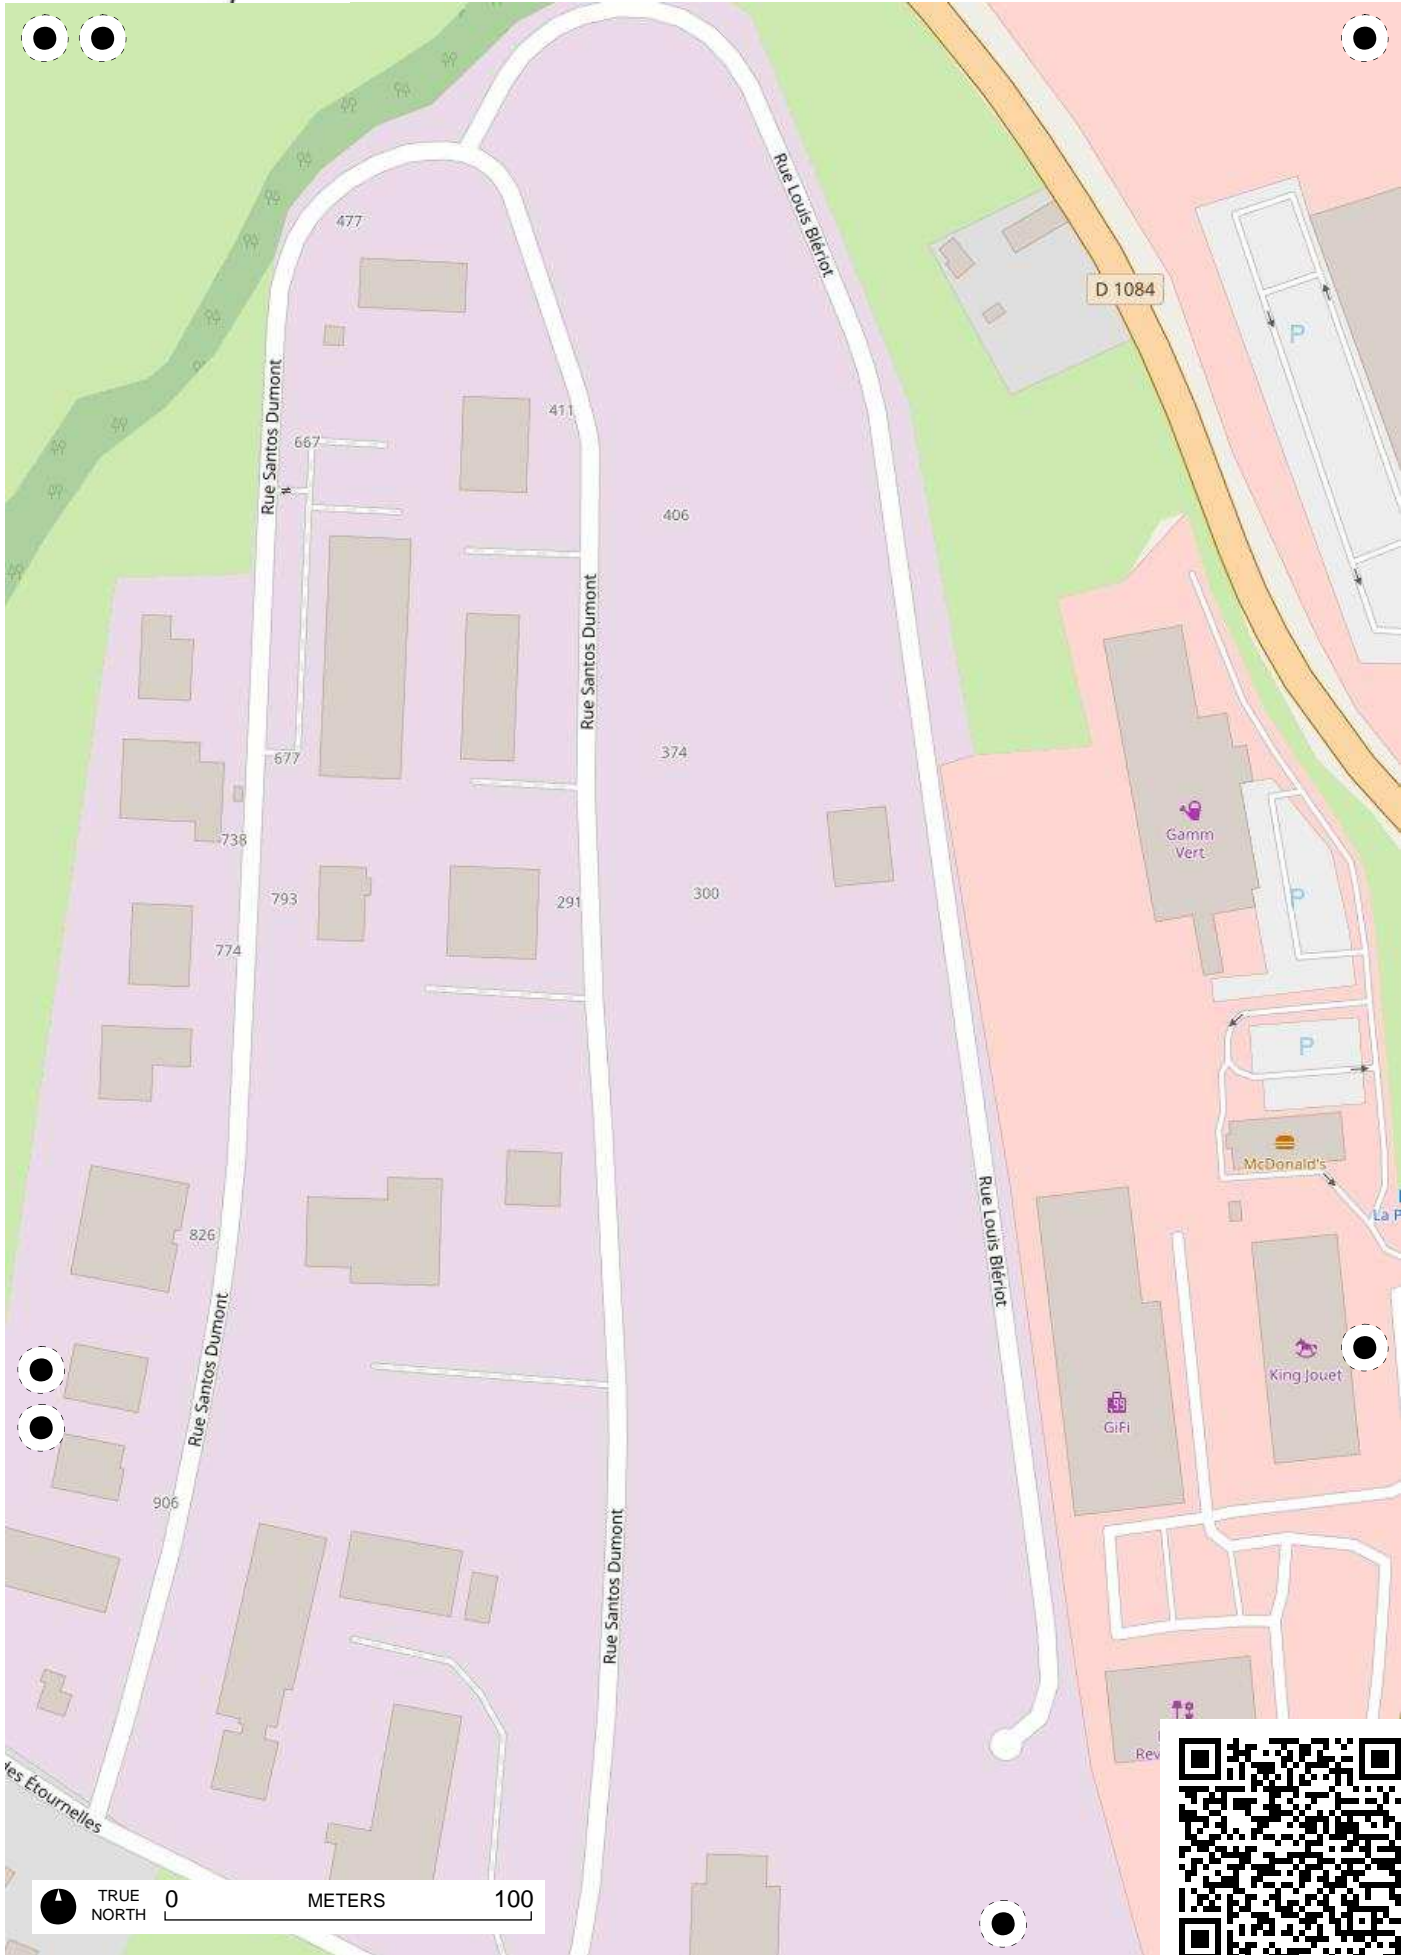 Rue Louis Blériot
477
D 1084
P
Rue Santos Dumont
411
667
406
Rue Santos Dumont
374
677
Gamm
Vert
738
793
291
300
P
774
P
McDonald's
La P
826
Rue Louis Blériot
Rue Santos Dumont
King Jouet
.99
GiFi
906
Rue Santos Dumont
Rev
des Étournelles
TRUE
NORTH
0
METERS
100